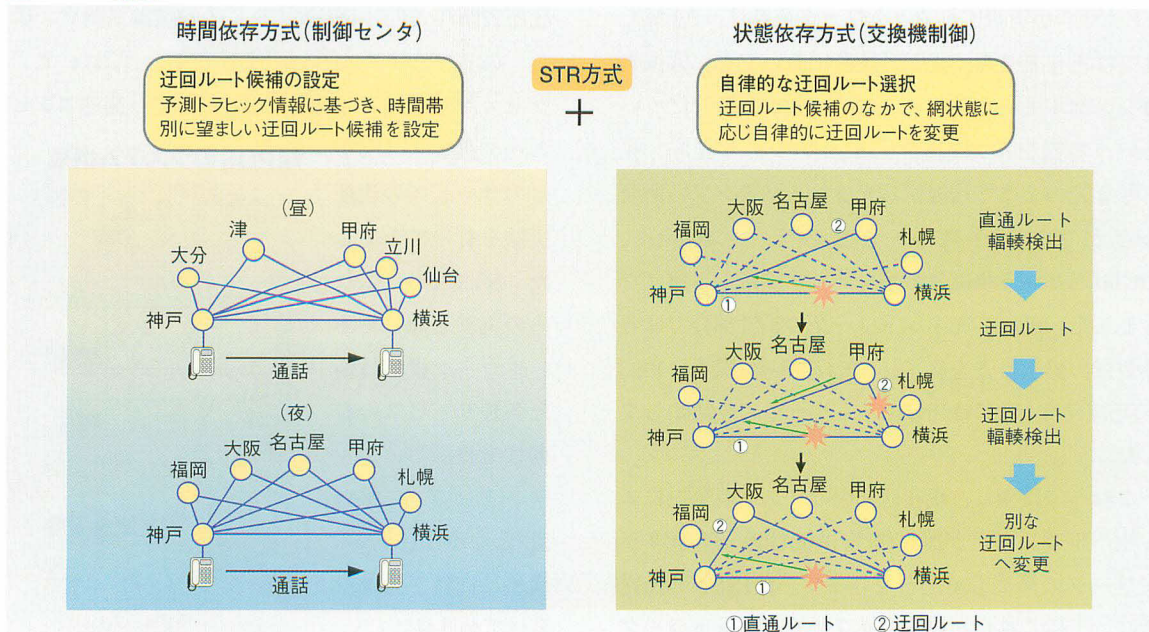 時間依存方式(制御センタ)
迂回ルート候補の設定
予測トラヒック情報に基づき、時間帯
別に望ましい迂回ルート候補を設定
STR方式
＋
状態依存方式(交換機制御)
自律的な迂回ルート選択
迂回ルート候補のなかで、網状態に
応じ自律的に迂回ルートを変更
(昼)
津
甲府
立川
大分
仙台
神戸
横浜
通話
(夜)
名古屋
大阪
甲府
福岡
札幌
神戸
横浜
通話
名古屋
大阪
甲府
福岡
②
札幌
神戸
横浜
①
名古屋
大阪
甲府
福岡
②
札幌
神戸
横浜
①
大阪
名古屋
甲府
福岡
②
札幌
神戸
横浜
①
直通ルート
輻輳検出
迂回ルート
迂回ルート
輻輳検出
別な
迂回ルート
へ変更
①直通ルート ②迂回ルート